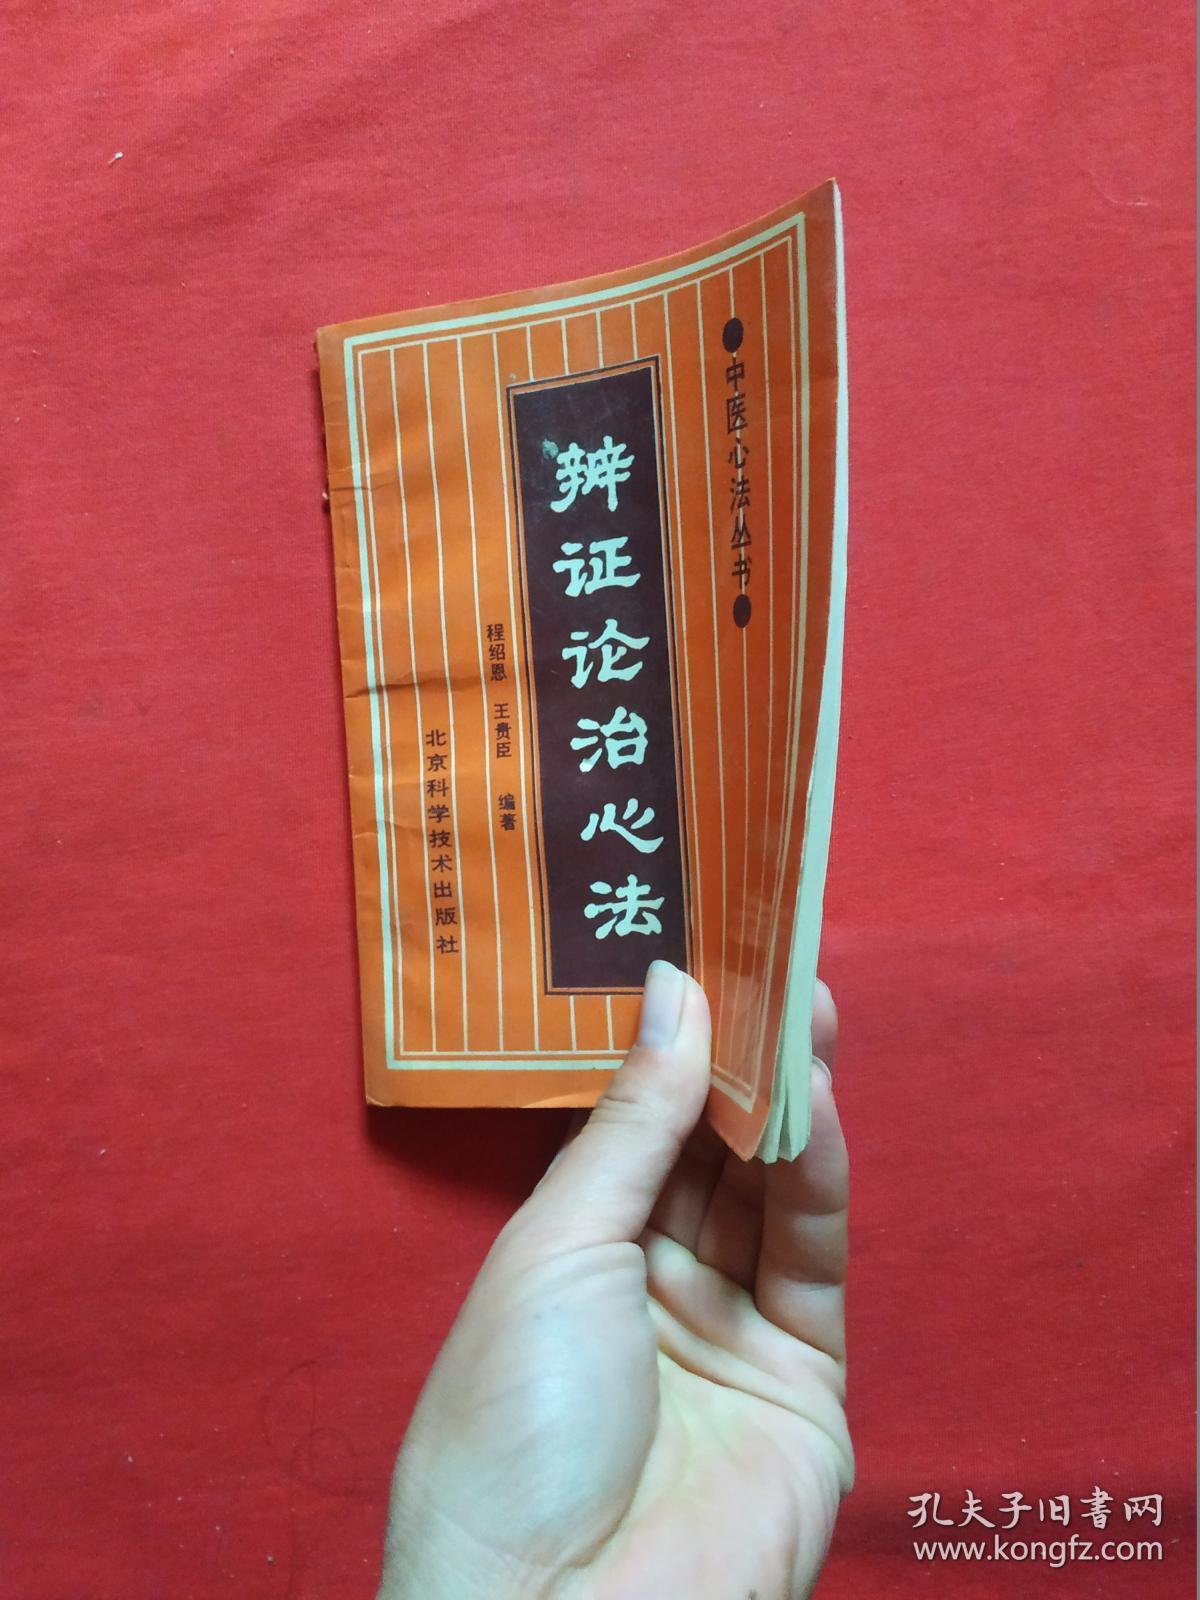 中医心法丛书
辨证论治心法
程绍恩 王贵臣 编著
北京科学技术出版社
孔夫子旧書网
www.kongfz.com